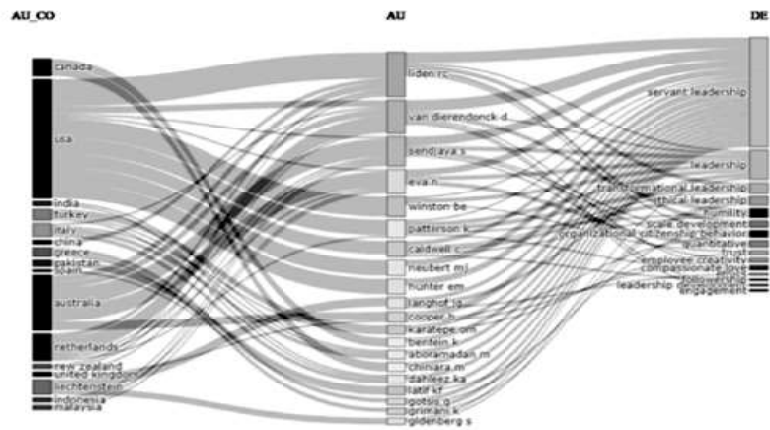 AU_CO
AU
DE
canada
usa
india
turkey
italy
china
greece
pakistan
spain
australia
netherlands
new zealand
united kingdom
liechtenstein
indonesia
malaysia
liden rc
van dierendonck d
sendjaya s
eva n
winston be
patterson k
caldwell c
neubert mj
hunter em
langhof jg
cooper b
karatepe om
bentein k
aboramadan m
chiniara m
dahleez ka
latif kf
gotsis g
grimani k
servant leadership
leadership
transformational leadership
ethical leadership
humility
scale development
organizational citizenship behavior
quantitative
trust
employee creativity
compassionate love
leadership development
engagement